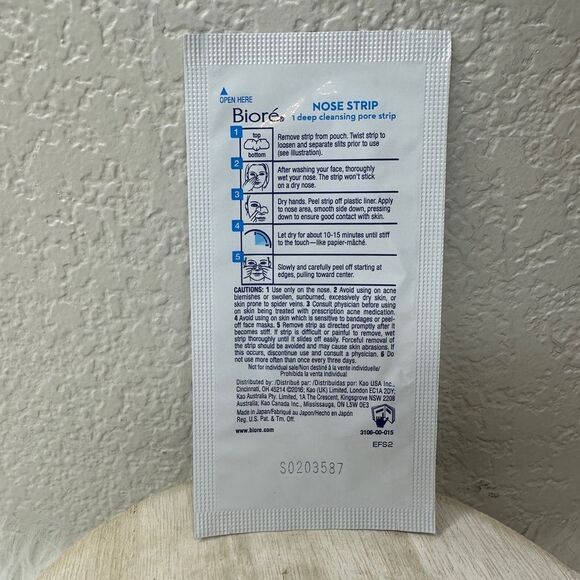 OPEN HERE
Bioré®
NOSE STRIP
1 deep cleansing pore strip
1
top
bottom
Remove strip from pouch. Twist strip to
loosen and separate slits prior to use
(see illustration).
2
After washing your face, thoroughly
wet your nose. The strip won't stick
on a dry nose.
3
Dry hands. Peel strip off plastic liner. Apply
to nose area, smooth side down, pressing
down to ensure good contact with skin.
4
Let dry for about 10-15 minutes until stiff
to the touch—like papier-mâché.
5
Slowly and carefully peel off starting at
edges, pulling toward center.
CAUTIONS: 1 Use only on the nose. 2 Avoid using on acne
blemishes or swollen, sunburned, excessively dry skin, or
skin prone to spider veins. 3 Consult physician before using
on skin being treated with prescription acne medication.
4 Avoid using on skin which is sensitive to bandages or peel-
off face masks. 5 Remove strip as directed promptly after it
becomes stiff. If strip is difficult or painful to remove, wet
strip thoroughly until it slides off easily. Forceful removal of
the strip should be avoided and may cause skin abrasions. If
this occurs, discontinue use and consult a physician. 6 Do
not use more often than once every three days.
Not for individual sale/Non destiné à la vente individuelle/
Prohibida la venta individual
Distributed by: /Distribué par: /Distribuidas por: Kao USA Inc.,
Cincinnati, OH 45214 ©2016; Kao (UK) Limited, London EC1A 2DY;
Kao Australia Pty. Limited, 1A The Crescent, Kingsgrove NSW 2208
Australia, Kao Canada Inc., Mississauga, ON L5W 0E3
Made in Japan/Fabriqué au Japon/Hecho en Japón
Reg. U.S. Pat. & Tm. Off.
www.biore.com
3106-00-015
EFS2
S0203587